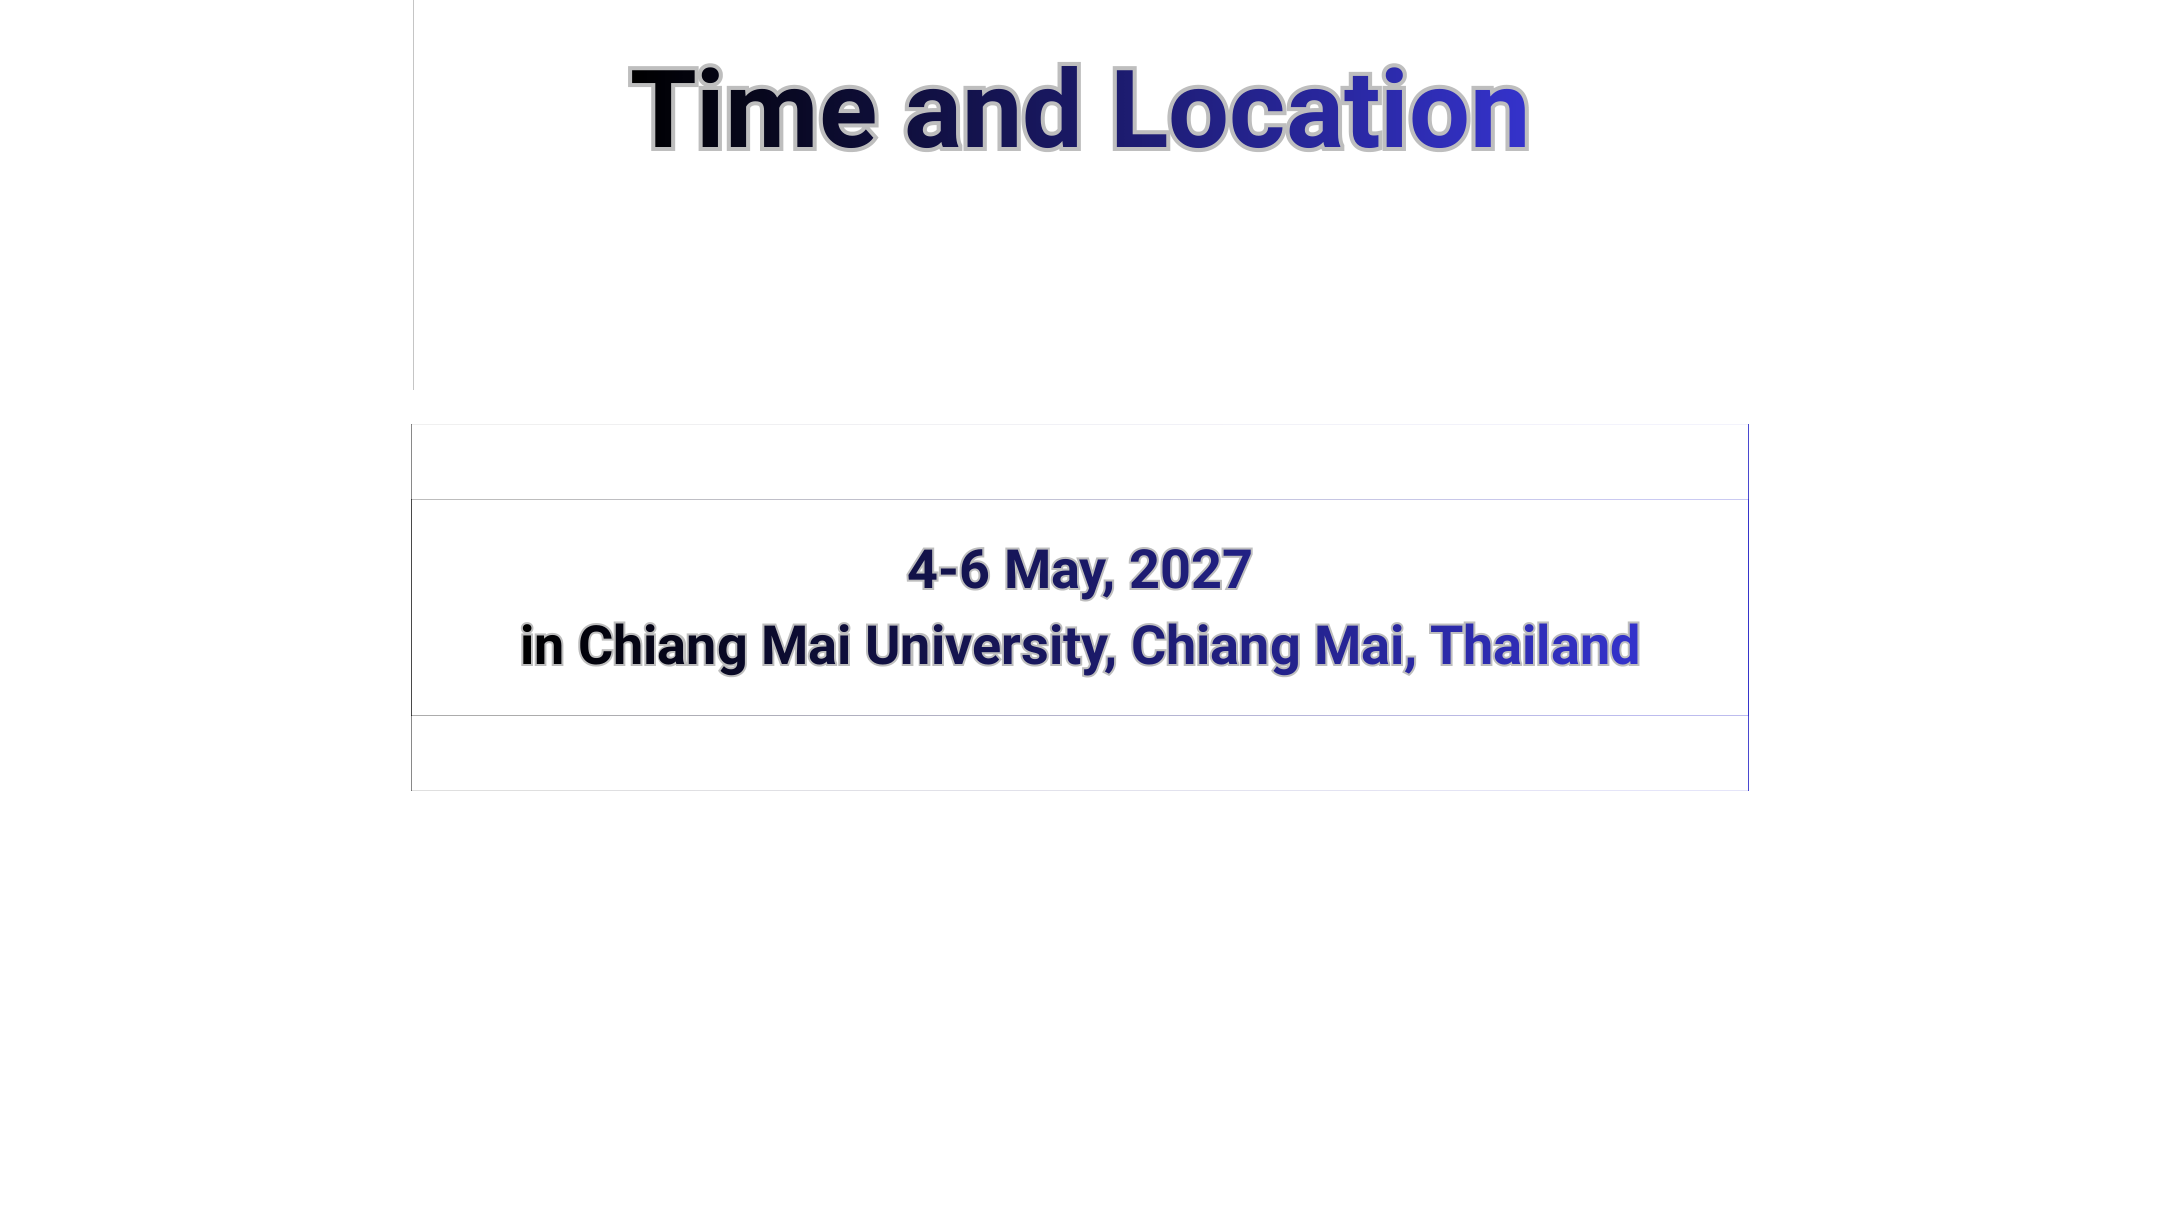 Time and Location
4-6 May, 2027
in Chiang Mai University, Chiang Mai, Thailand